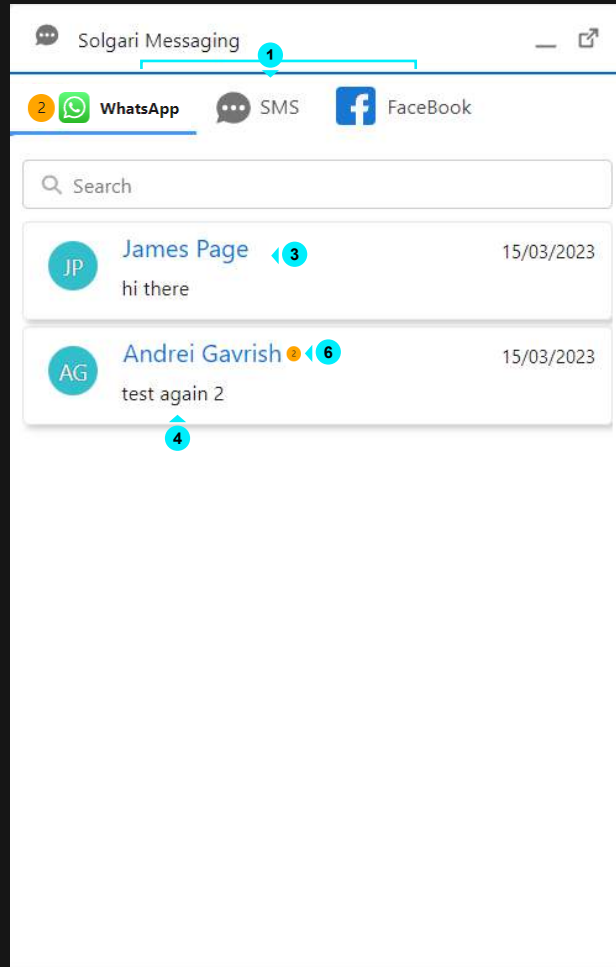 Solgari Messaging
1
2 WhatsApp SMS FaceBook
Search
JP James Page 3 15/03/2023
hi there
AG Andrei Gavrish 2 6 15/03/2023
test again 2
4